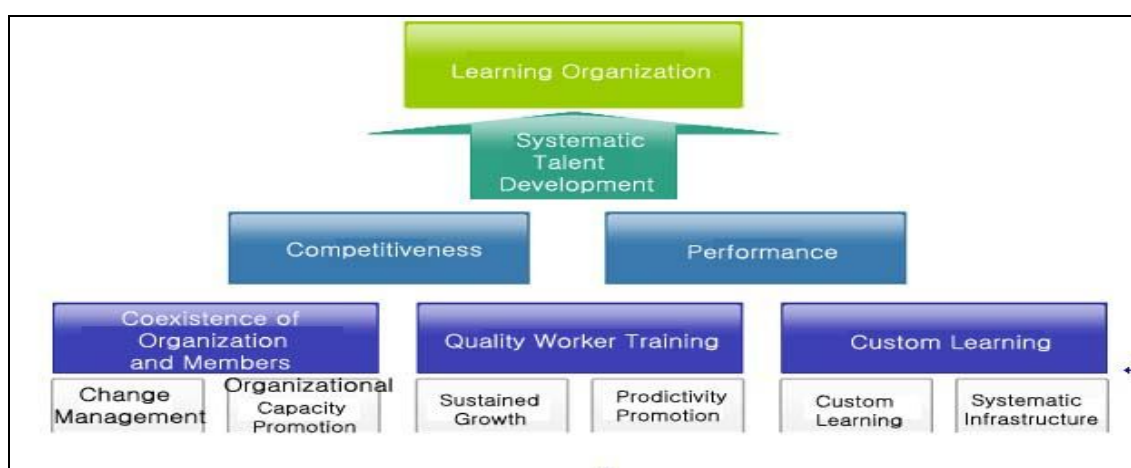 Learning Organization
Systematic
Talent
Development
Competitiveness
Performance
Coexistence of
Organization
and Members
Quality Worker Training
Custom Learning
Change
Management
Organizational
Capacity
Promotion
Sustained
Growth
Prodictivity
Promotion
Custom
Learning
Systematic
Infrastructure